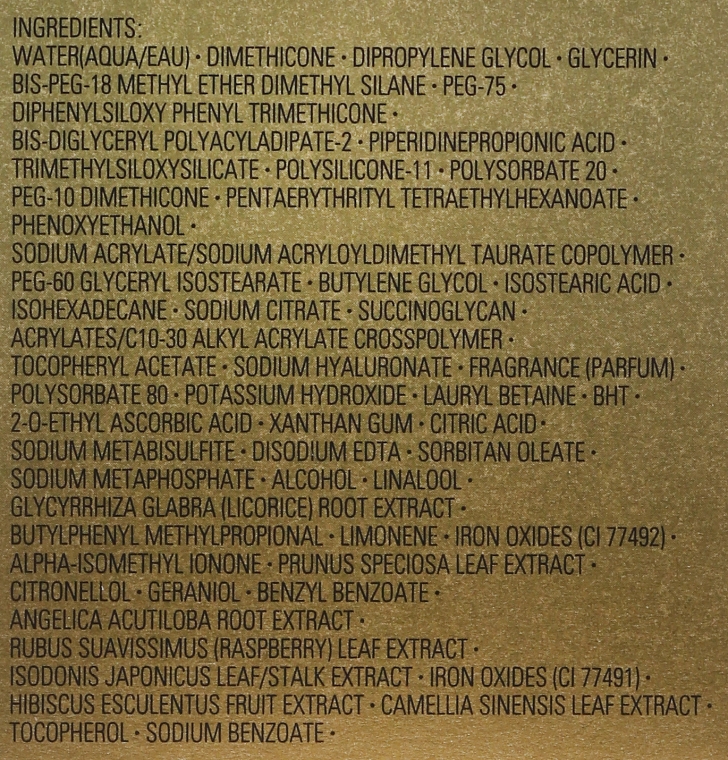 INGREDIENTS:
WATER(AQUA/EAU) • DIMETHICONE • DIPROPYLENE GLYCOL • GLYCERIN •
BIS-PEG-18 METHYL ETHER DIMETHYL SILANE • PEG-75 •
DIPHENYLSILOXY PHENYL TRIMETHICONE •
BIS-DIGLYCERYL POLYACYLADIPATE-2 • PIPERIDINEPROPIONIC ACID •
TRIMETHYLSILOXYSILICATE • POLYSILICONE-11 • POLYSORBATE 20 •
PEG-10 DIMETHICONE • PENTAERYTHRITYL TETRAETHYLHEXANOATE •
PHENOXYETHANOL •
SODIUM ACRYLATE/SODIUM ACRYLOYLDIMETHYL TAURATE COPOLYMER •
PEG-60 GLYCERYL ISOSTEARATE • BUTYLENE GLYCOL • ISOSTEARIC ACID •
ISOHEXADECANE • SODIUM CITRATE • SUCCINOGLYCAN •
ACRYLATES/C10-30 ALKYL ACRYLATE CROSSPOLYMER •
TOCOPHERYL ACETATE • SODIUM HYALURONATE • FRAGRANCE (PARFUM) •
POLYSORBATE 80 • POTASSIUM HYDROXIDE • LAURYL BETAINE • BHT •
2-O-ETHYL ASCORBIC ACID • XANTHAN GUM • CITRIC ACID •
SODIUM METABISULFITE • DISODIUM EDTA • SORBITAN OLEATE •
SODIUM METAPHOSPHATE • ALCOHOL • LINALOOL •
GLYCYRRHIZA GLABRA (LICORICE) ROOT EXTRACT •
BUTYLPHENYL METHYLPROPIONAL • LIMONENE • IRON OXIDES (CI 77492) •
ALPHA-ISOMETHYL IONONE • PRUNUS SPECIOSA LEAF EXTRACT •
CITRONELLOL • GERANIOL • BENZYL BENZOATE •
ANGELICA ACUTILOBA ROOT EXTRACT •
RUBUS SUAVISSIMUS (RASPBERRY) LEAF EXTRACT •
ISODONIS JAPONICUS LEAF/STALK EXTRACT • IRON OXIDES (CI 77491) •
HIBISCUS ESCULENTUS FRUIT EXTRACT • CAMELLIA SINENSIS LEAF EXTRACT •
TOCOPHEROL • SODIUM BENZOATE •